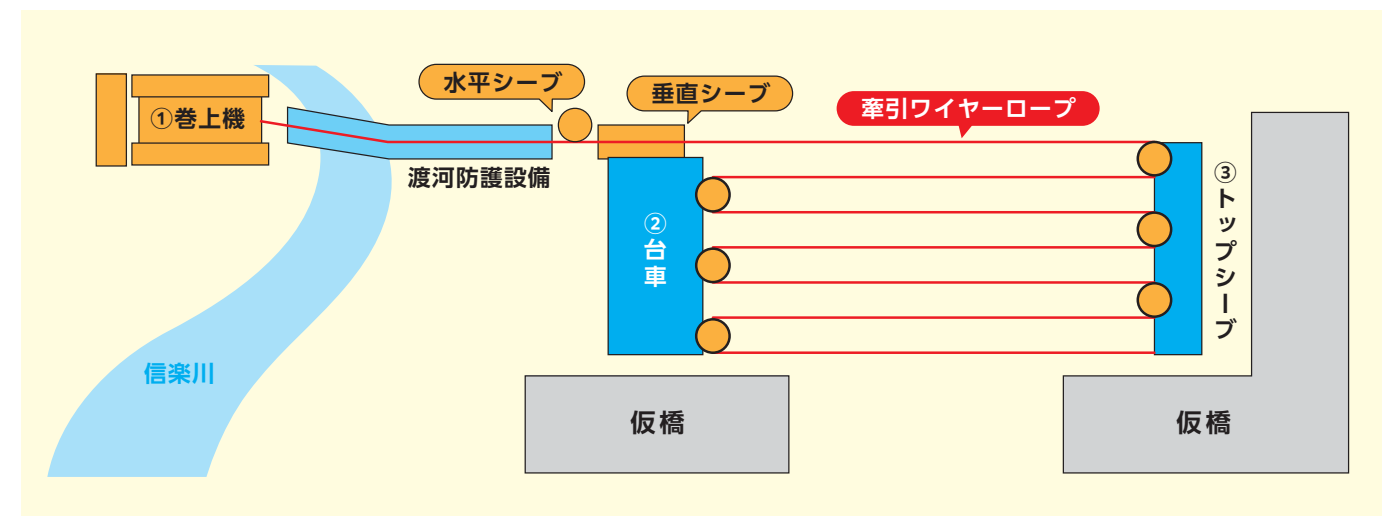 水平シーブ
垂直シーブ
牽引ワイヤーロープ
①巻上機
渡河防護設備
②台車
③トップシーブ
信楽川
仮橋
仮橋